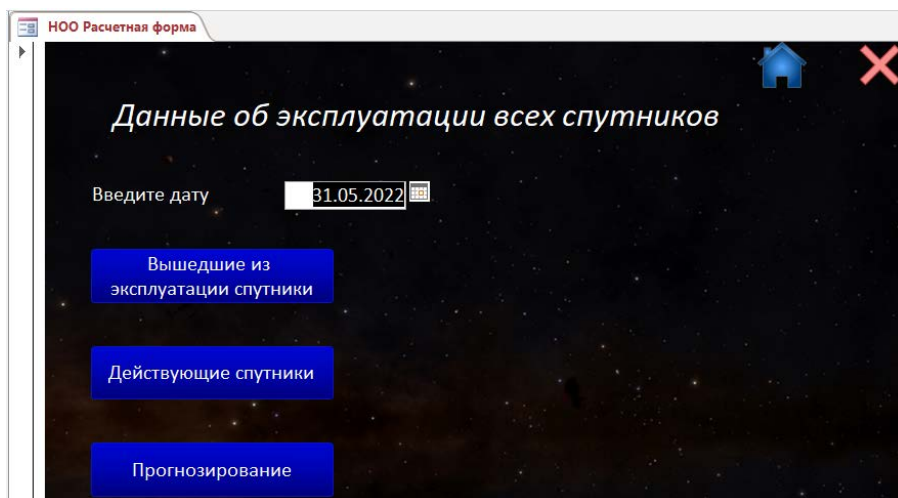 НОО Расчетная форма
Данные об эксплуатации всех спутников
Введите дату
31.05.2022
Вышедшие из
эксплуатации спутники
Действующие спутники
Прогнозирование